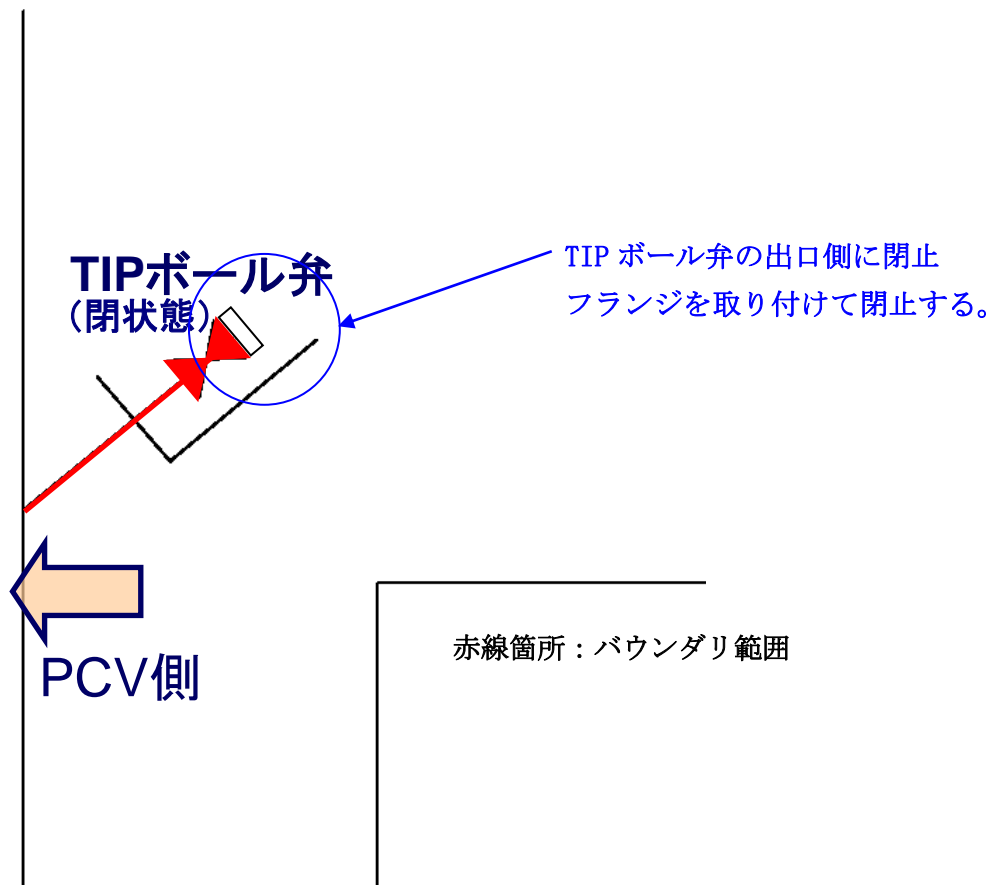 TIPボール弁
(閉状態)
TIP ボール弁の出口側に閉止
フランジを取り付けて閉止する。
赤線箇所：バウンダリ範囲
PCV側